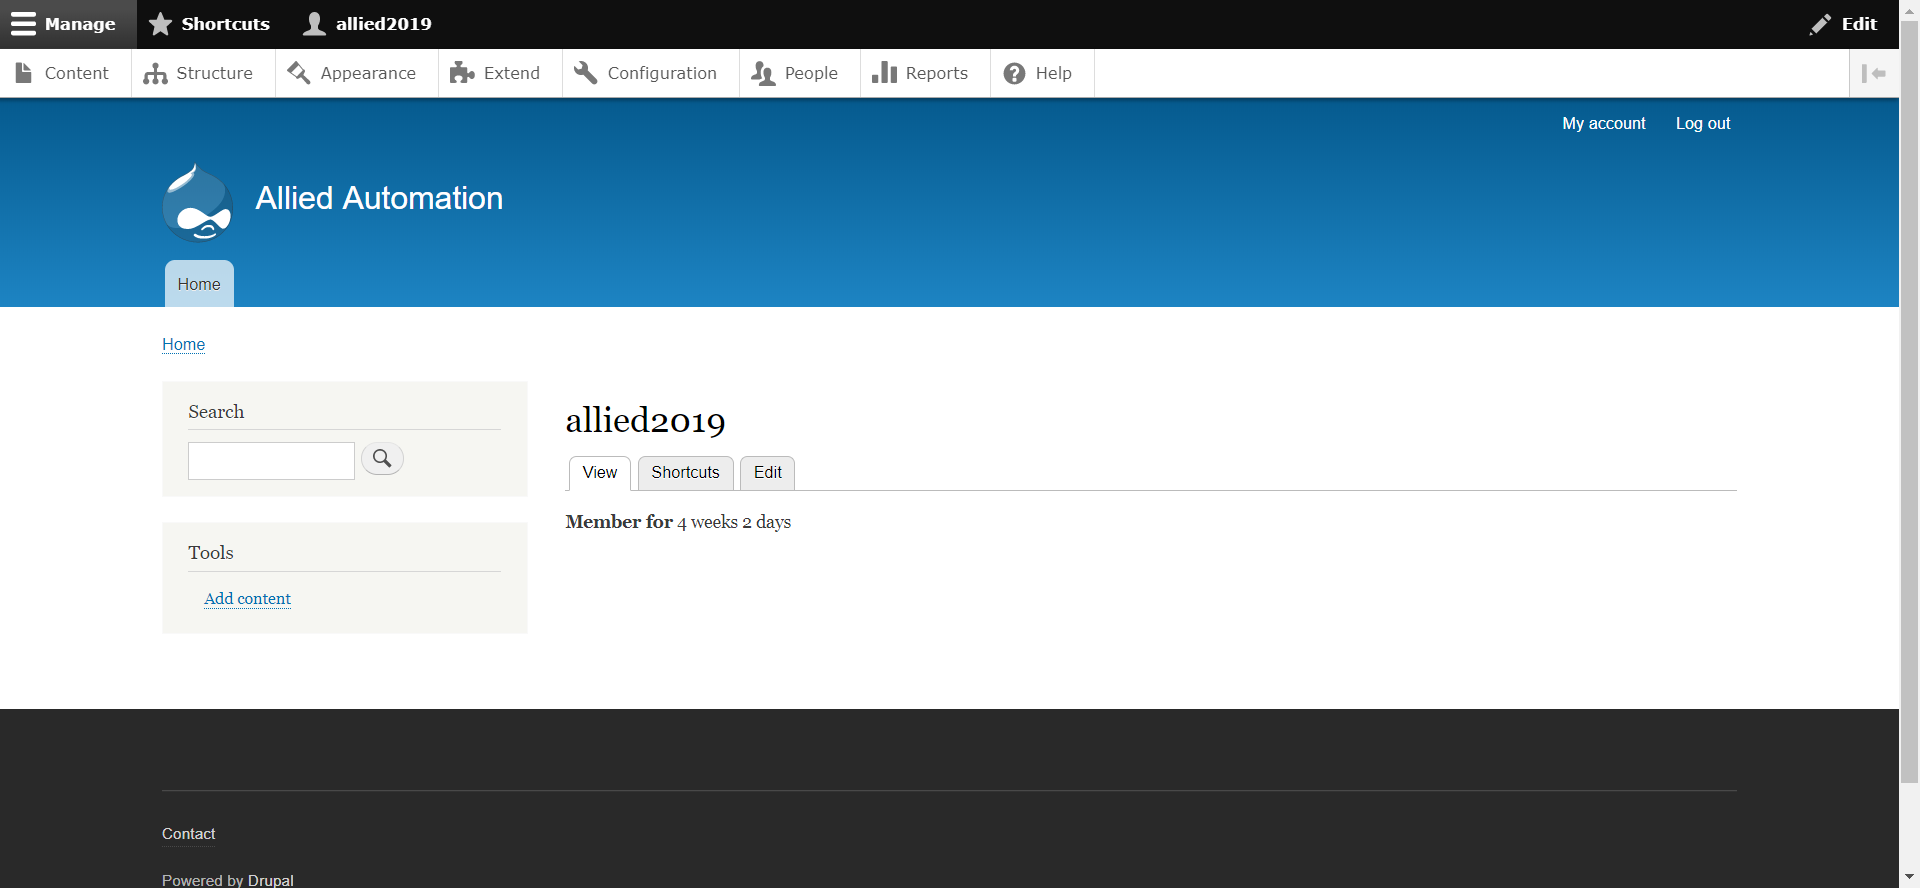 Manage Shortcuts allied2019 Edit
Content Structure Appearance Extend Configuration People Reports Help
My account Log out
Allied Automation
Home
Home
Search
allied2019
View Shortcuts Edit
Member for 4 weeks 2 days
Tools
Add content
Contact
Powered by Drupal